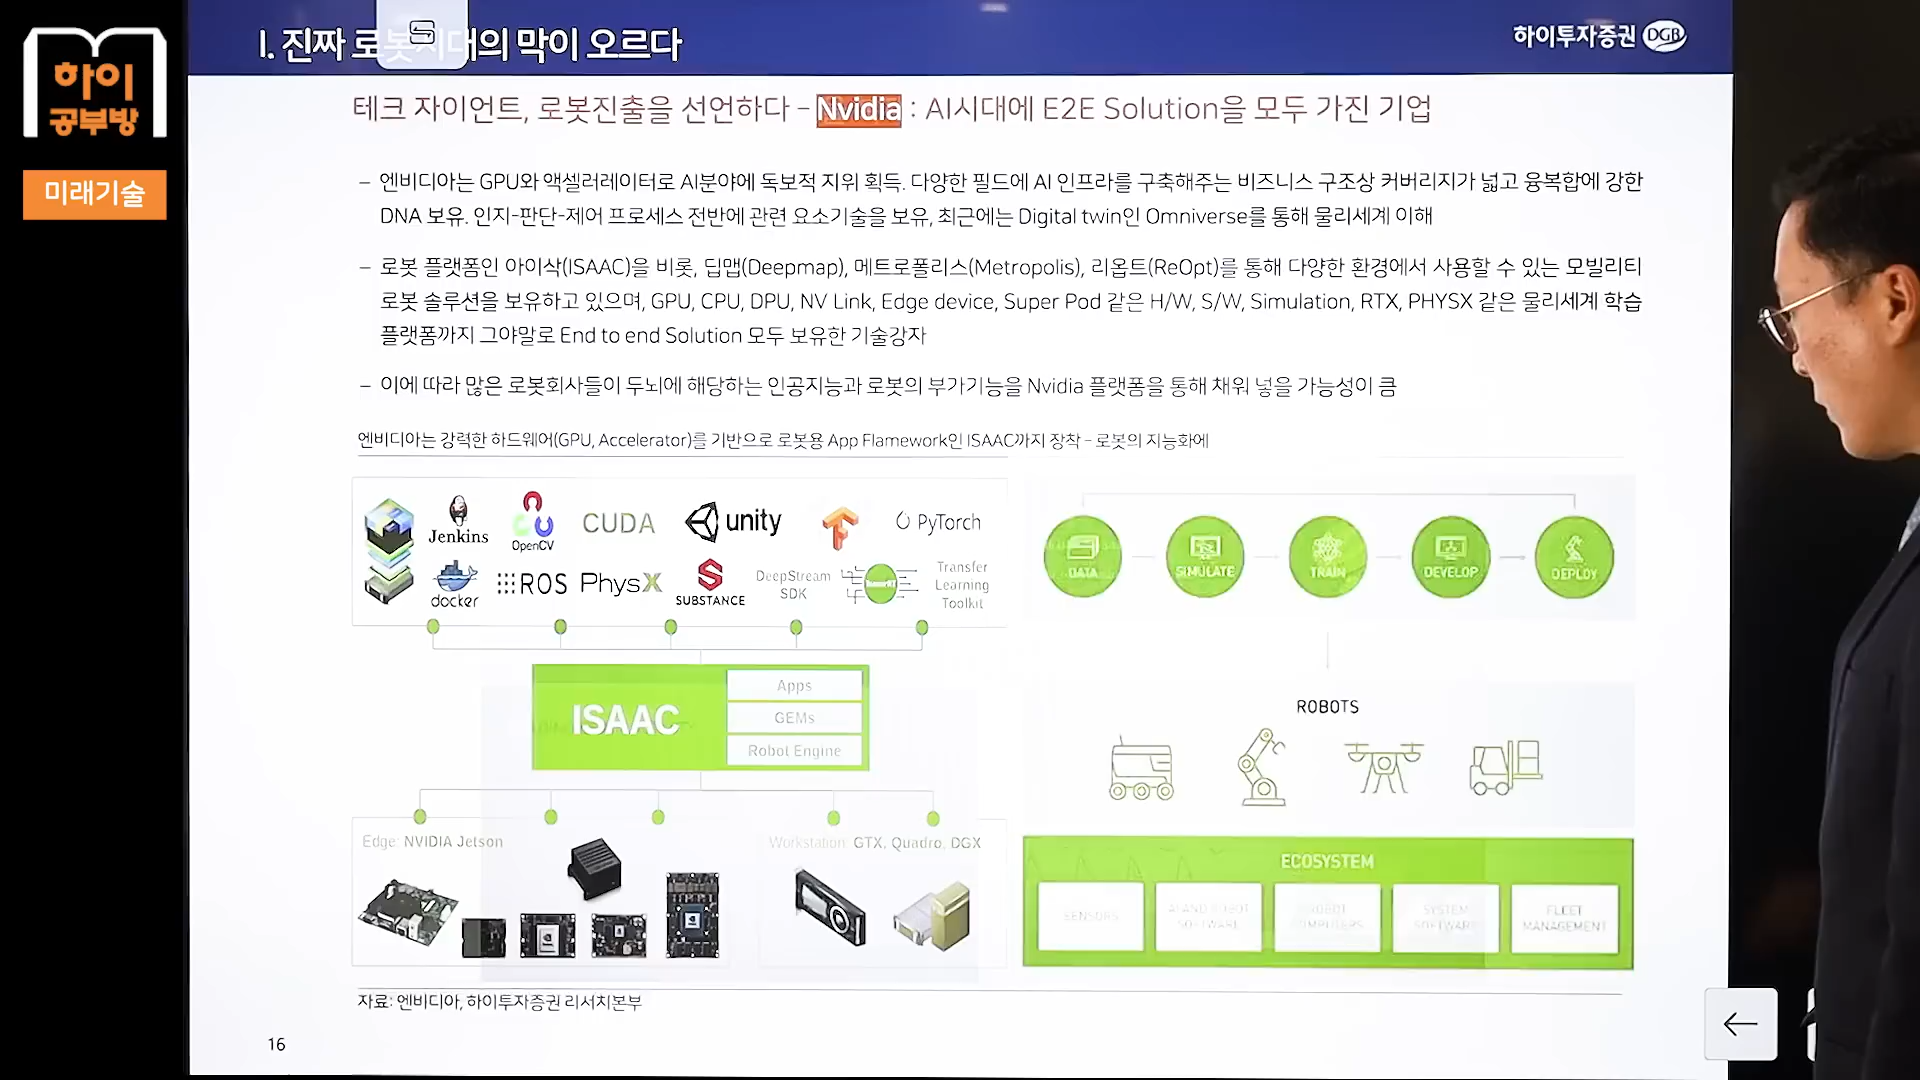 하이
공부방
미래기술
I. 진짜 로봇시대의 막이 오르다
하이투자증권 DGB
테크 자이언트, 로봇진출을 선언하다 – Nvidia : AI시대에 E2E Solution을 모두 가진 기업
– 엔비디아는 GPU와 액셀러레이터로 AI분야에 독보적 지위 획득. 다양한 필드에 AI 인프라를 구축해주는 비즈니스 구조상 커버리지가 넓고 융복합에 강한
DNA 보유. 인지-판단-제어 프로세스 전반에 관련 요소기술을 보유, 최근에는 Digital twin인 Omniverse를 통해 물리세계 이해
– 로봇 플랫폼인 아이삭(ISAAC)을 비롯, 딥맵(Deepmap), 메트로폴리스(Metropolis), 리옵트(ReOpt)를 통해 다양한 환경에서 사용할 수 있는 모빌리티
로봇 솔루션을 보유하고 있으며, GPU, CPU, DPU, NV Link, Edge device, Super Pod 같은 H/W, S/W, Simulation, RTX, PHYSX 같은 물리세계 학습
플랫폼까지 그야말로 End to end Solution 모두 보유한 기술강자
– 이에 따라 많은 로봇회사들이 두뇌에 해당하는 인공지능과 로봇의 부가기능을 Nvidia 플랫폼을 통해 채워 넣을 가능성이 큼
엔비디아는 강력한 하드웨어(GPU, Accelerator)를 기반으로 로봇용 App Flamework인 ISAAC까지 장착 – 로봇의 지능화에
Jenkins
OpenCV
CUDA
unity
PyTorch
docker
ROS
PhysX
SUBSTANCE
DeepStream
SDK
Transfer
Learning
Toolkit
ISAAC
Apps
GEMs
Robot Engine
Edge: NVIDIA Jetson
Workstation: GTX, Quadro, DGX
DATA
SIMULATE
TRAIN
DEVELOP
DEPLOY
ROBOTS
ECOSYSTEM
SENSORS
AI AND ROBOT
SOFTWARE
ROBOT
COMPUTERS
SYSTEM
SOFTWARE
FLEET
MANAGEMENT
자료: 엔비디아, 하이투자증권 리서치본부
16